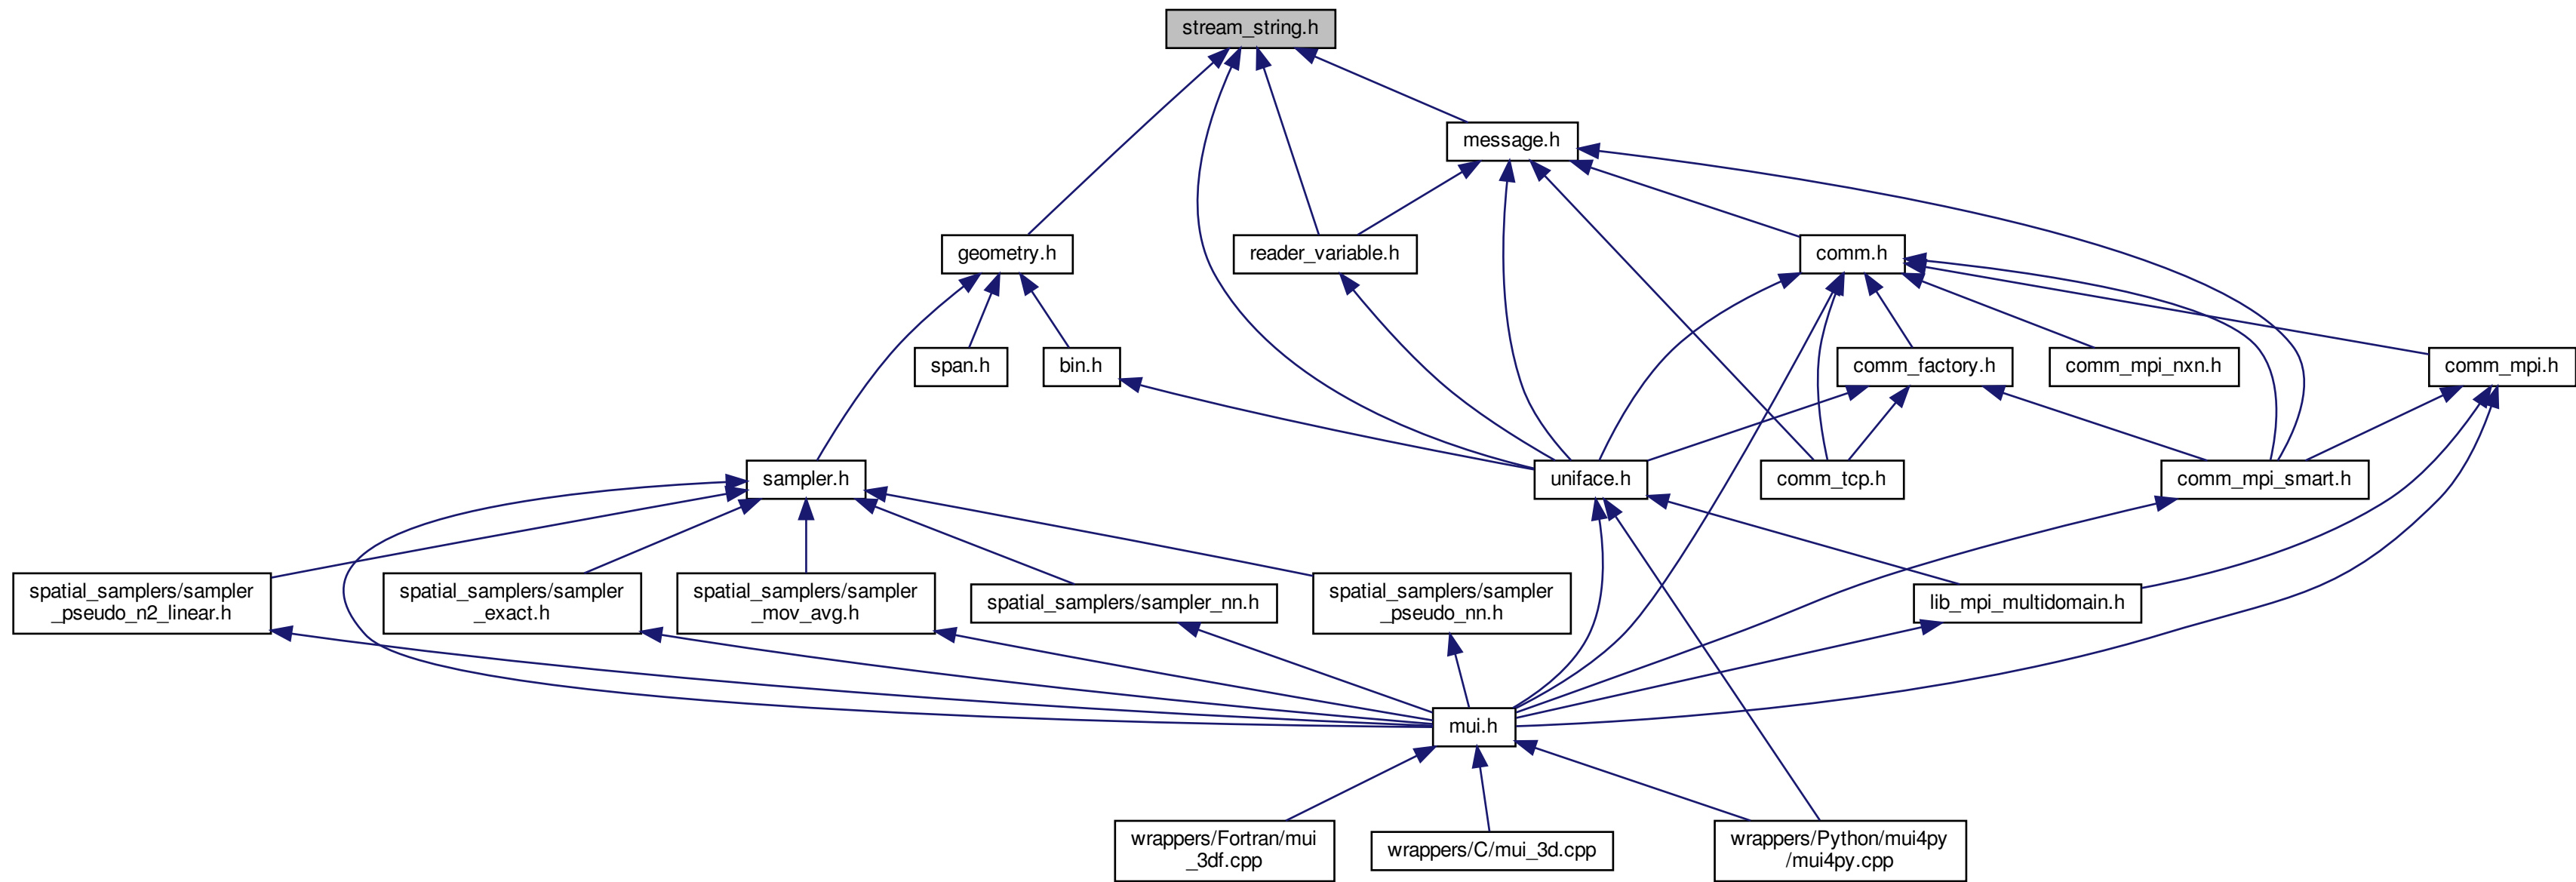 stream_string.h
message.h
geometry.h
reader_variable.h
comm.h
span.h
bin.h
comm_factory.h
comm_mpi_nxn.h
comm_mpi.h
sampler.h
uniface.h
comm_tcp.h
comm_mpi_smart.h
spatial_samplers/sampler
_pseudo_n2_linear.h
spatial_samplers/sampler
_exact.h
spatial_samplers/sampler
_mov_avg.h
spatial_samplers/sampler_nn.h
spatial_samplers/sampler
_pseudo_nn.h
lib_mpi_multidomain.h
mui.h
wrappers/Fortran/mui
_3df.cpp
wrappers/C/mui_3d.cpp
wrappers/Python/mui4py
/mui4py.cpp